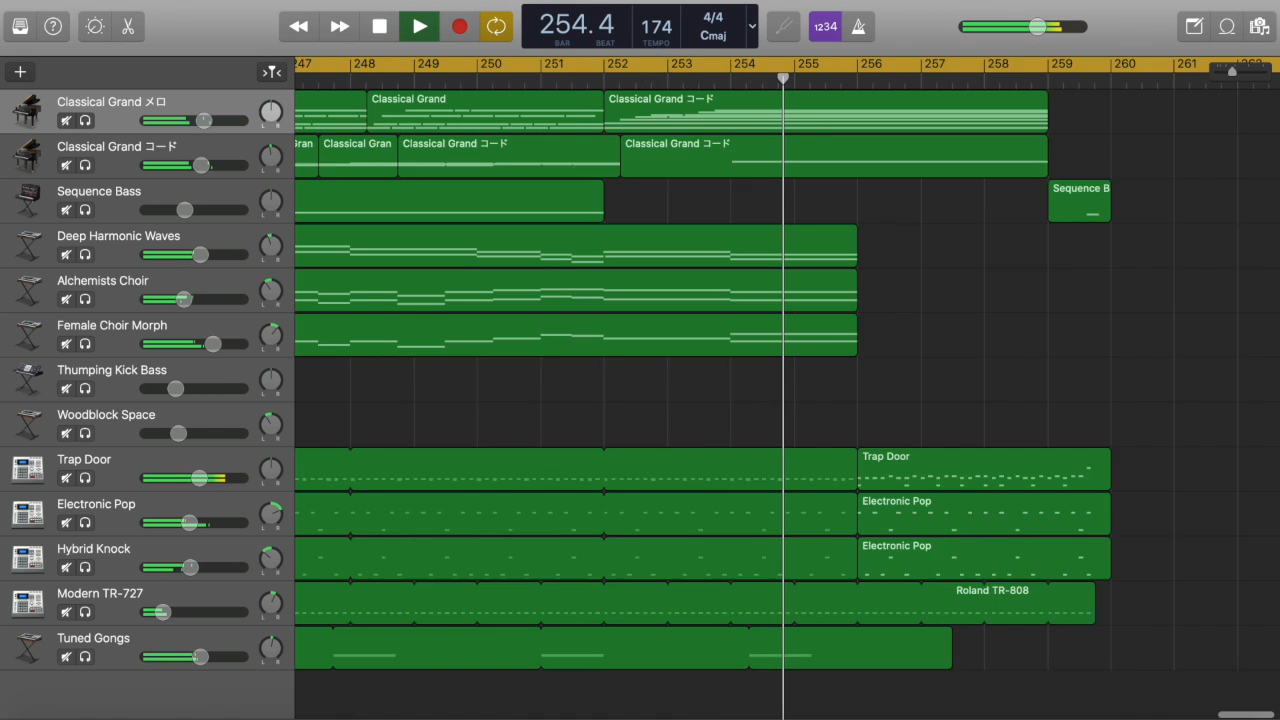 254.4
BAR BEAT
174
TEMPO
4/4
Cmaj
1234
247 248 249 250 251 252 253 254 255 256 257 258 259 260 261 262
Classical Grand メロ
L R
Classical Grand
Classical Grand コード
Classical Grand コード
L R
Gran
Classical Gran
Classical Grand コード
Classical Grand コード
Sequence Bass
L R
Sequence B
Deep Harmonic Waves
L R
Alchemists Choir
L R
Female Choir Morph
L R
Thumping Kick Bass
L R
Woodblock Space
L R
Trap Door
L R
Trap Door
Electronic Pop
L R
Electronic Pop
Hybrid Knock
L R
Electronic Pop
Modern TR-727
L R
Roland TR-808
Tuned Gongs
L R